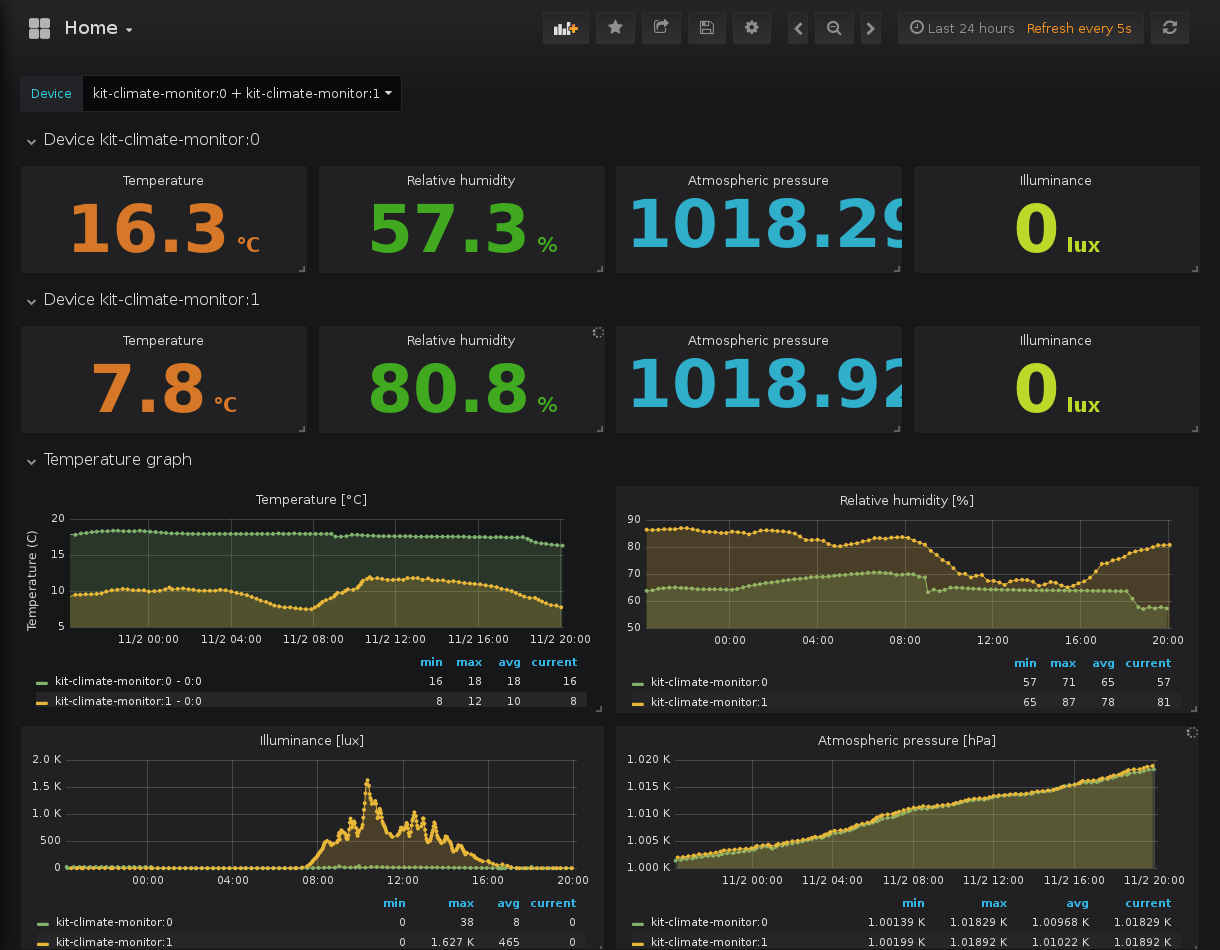 Home
Last 24 hours Refresh every 5s
Device kit-climate-monitor:0 + kit-climate-monitor:1
Device kit-climate-monitor:0
Temperature Relative humidity Atmospheric pressure Illuminance
16.3 °C 57.3 % 1018.29 0 lux
Device kit-climate-monitor:1
Temperature Relative humidity Atmospheric pressure Illuminance
7.8 °C 80.8 % 1018.92 0 lux
Temperature graph
Temperature [°C]
Temperature (C)
20
15
10
5
11/2 00:00 11/2 04:00 11/2 08:00 11/2 12:00 11/2 16:00 11/2 20:00
min max avg current
kit-climate-monitor:0 - 0:0 16 18 18 16
kit-climate-monitor:1 - 0:0 8 12 10 8
Relative humidity [%]
90
80
70
60
50
00:00 04:00 08:00 12:00 16:00 20:00
min max avg current
kit-climate-monitor:0 57 71 65 57
kit-climate-monitor:1 65 87 78 81
Illuminance [lux]
2.0 K
1.5 K
1.0 K
500
0
00:00 04:00 08:00 12:00 16:00 20:00
min max avg current
kit-climate-monitor:0 0 38 8 0
kit-climate-monitor:1 0 1.627 K 465 0
Atmospheric pressure [hPa]
1.020 K
1.015 K
1.010 K
1.005 K
1.000 K
11/2 00:00 11/2 04:00 11/2 08:00 11/2 12:00 11/2 16:00 11/2 20:00
min max avg current
kit-climate-monitor:0 1.00139 K 1.01829 K 1.00968 K 1.01829 K
kit-climate-monitor:1 1.00199 K 1.01892 K 1.01022 K 1.01892 K